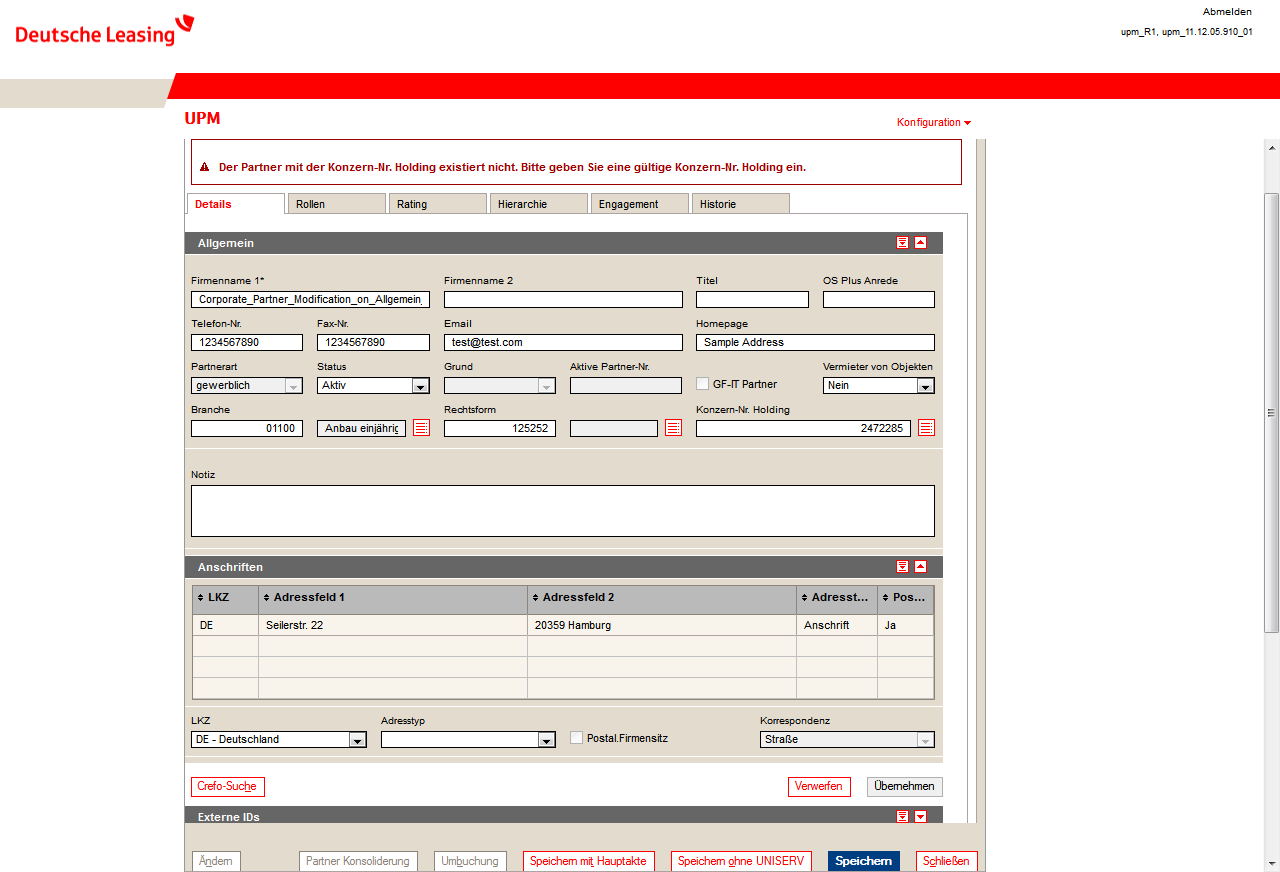 Abmelden
Deutsche Leasing
upm_R1, upm_11.12.05.910_01
UPM
Konfiguration
Der Partner mit der Konzern-Nr. Holding existiert nicht. Bitte geben Sie eine gültige Konzern-Nr. Holding ein.
Details Rollen Rating Hierarchie Engagement Historie
Allgemein
Firmenname 1* Firmenname 2 Titel OS Plus Anrede
Corporate_Partner_Modification_on_Allgemein_
Telefon-Nr. Fax-Nr. Email Homepage
1234567890 1234567890 test@test.com Sample Address
Partnerart Status Grund Aktive Partner-Nr. Vermieter von Objekten
gewerblich Aktiv GF-IT Partner Nein
Branche Rechtsform Konzern-Nr. Holding
01100 Anbau einjährig 125252 2472285
Notiz
Anschriften
LKZ Adressfeld 1 Adressfeld 2 Adresst... Pos...
DE Seilerstr. 22 20359 Hamburg Anschrift Ja
LKZ Adresstyp Korrespondenz
DE - Deutschland Postal.Firmensitz Straße
Crefo-Suche Verwerfen Übernehmen
Externe IDs
Ändern Partner Konsolidierung Umbuchung Speichern mit Hauptakte Speichern ohne UNISERV Speichern Schließen